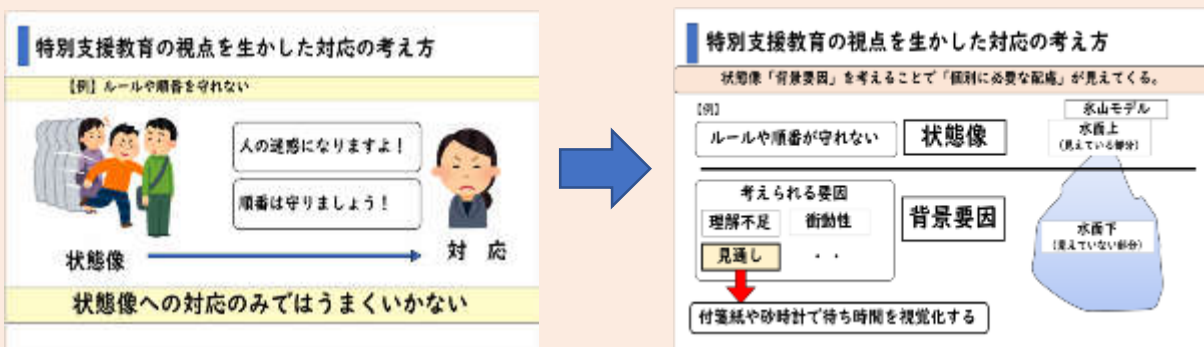 特別支援教育の視点を生かした対応の考え方
【例】ルールや順番を守れない
人の迷惑になりますよ!
順番は守りましょう!
状態像
対 応
状態像への対応のみではうまくいかない
特別支援教育の視点を生かした対応の考え方
状態像「背景要因」を考えることで「個別に必要な配慮」が見えてくる。
【例】
ルールや順番が守れない
状態像
氷山モデル
水面上
(見えている部分)
考えられる要因
理解不足
衝動性
見通し
・・
背景要因
水面下
(見えていない部分)
付箋紙や砂時計で待ち時間を視覚化する